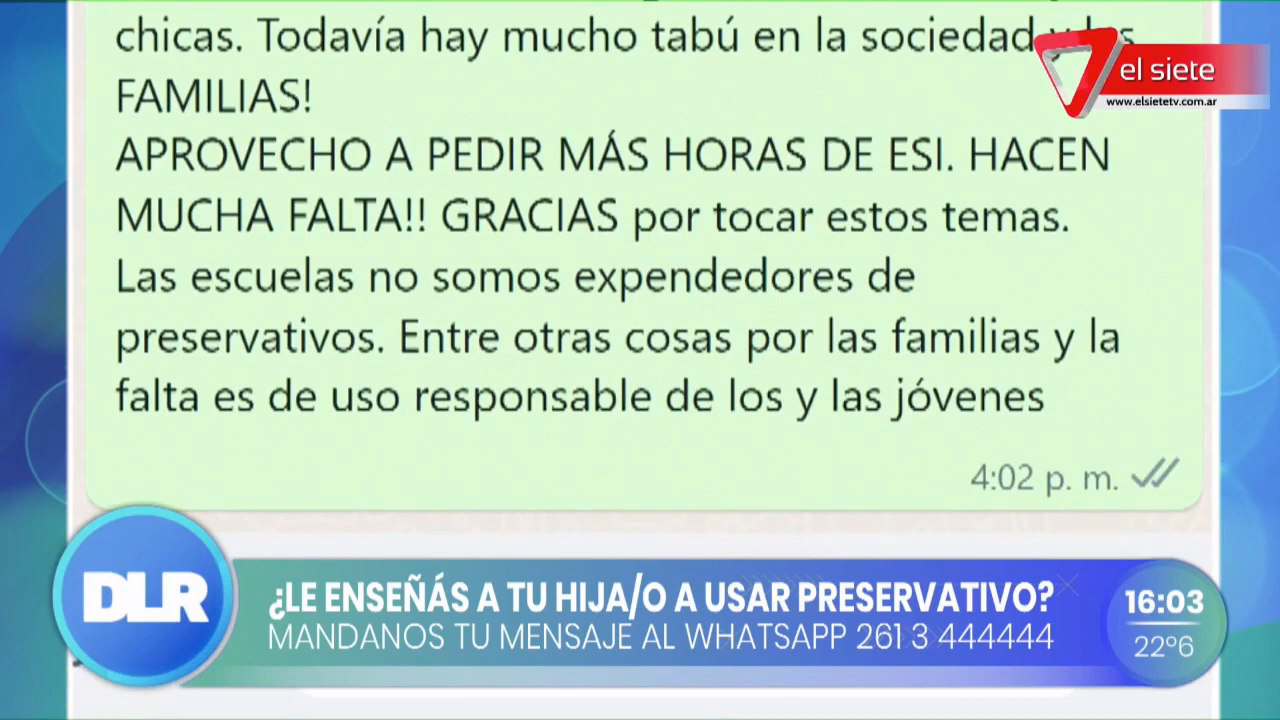 chicas. Todavía hay mucho tabú en la sociedad y
FAMILIAS!
APROVECHO A PEDIR MÁS HORAS DE ESI. HACEN
MUCHA FALTA!! GRACIAS por tocar estos temas.
Las escuelas no somos expendedores de
preservativos. Entre otras cosas por las familias y la
falta es de uso responsable de los y las jóvenes
4:02 p. m.
el siete
www.elsietetv.com.ar
DLR
¿LE ENSEÑÁS A TU HIJA/O A USAR PRESERVATIVO?
MANDANOS TU MENSAJE AL WHATSAPP 261 3 444444
16:03
22º6